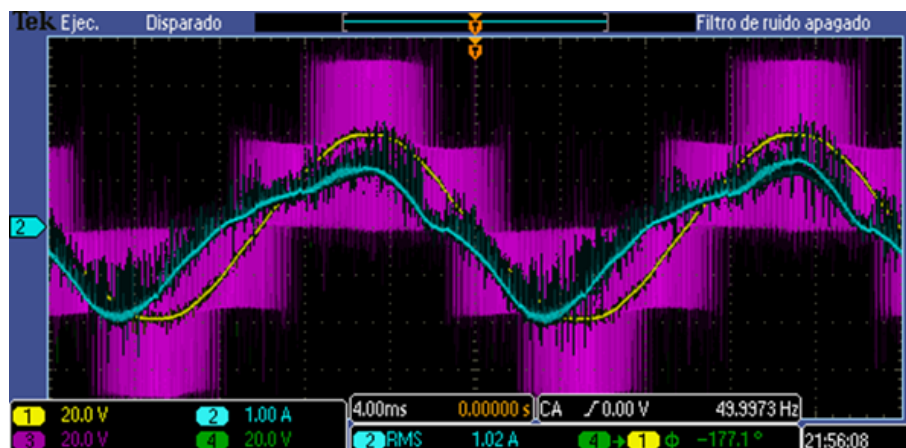 Tek Ejec. Disparado Filtro de ruido apagado
T
T
2
1 20.0 V 2 1.00 A 4.00ms 0.00000 s CA / 0.00 V 49.9973 Hz
3 20.0 V 4 20.0 V 2 RMS 1.02 A 4→1 ϕ −177.1 ° 21:56:08